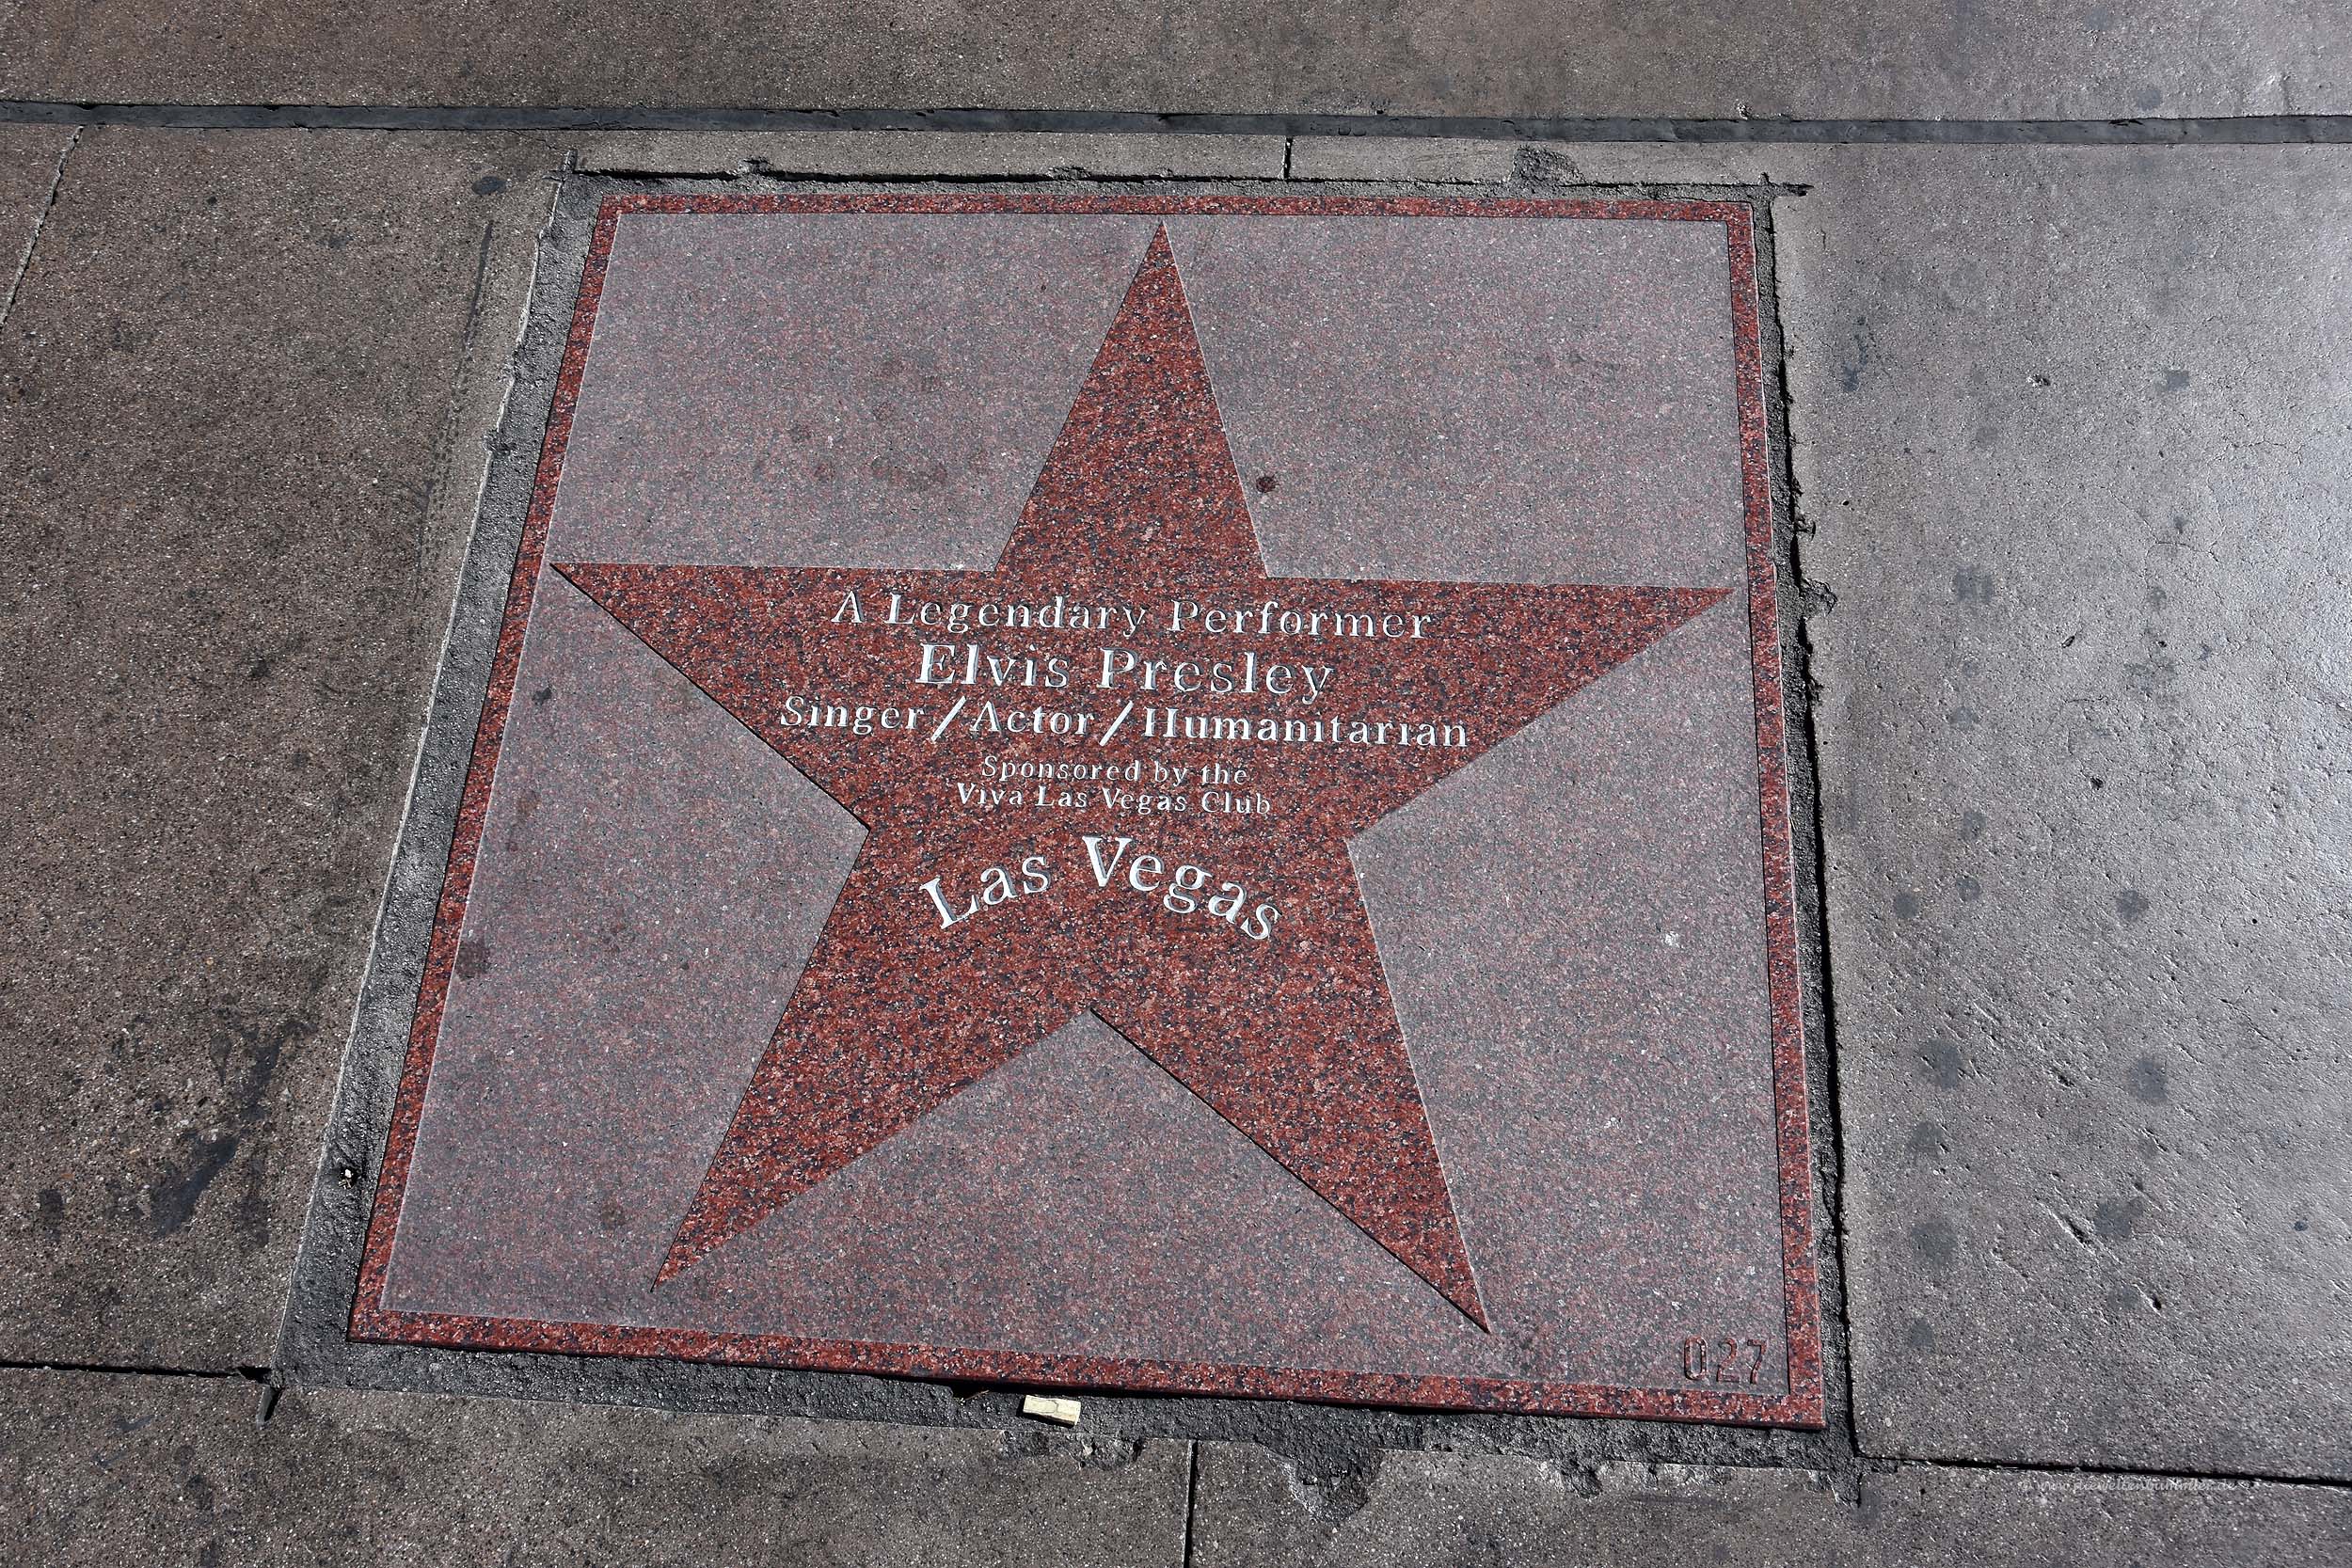 A Legendary Performer
Elvis Presley
Singer/Actor/Humanitarian
Sponsored by the
Viva Las Vegas Club
Las Vegas
027